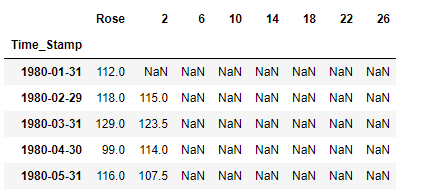 Rose 2 6 10 14 18 22 26
Time_Stamp
1980-01-31 112.0 NaN NaN NaN NaN NaN NaN NaN
1980-02-29 118.0 115.0 NaN NaN NaN NaN NaN NaN
1980-03-31 129.0 123.5 NaN NaN NaN NaN NaN NaN
1980-04-30 99.0 114.0 NaN NaN NaN NaN NaN NaN
1980-05-31 116.0 107.5 NaN NaN NaN NaN NaN NaN